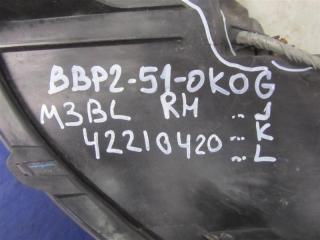 BBP2-51-0K0G
M3BL RH ..J
42210420 ..K
...L